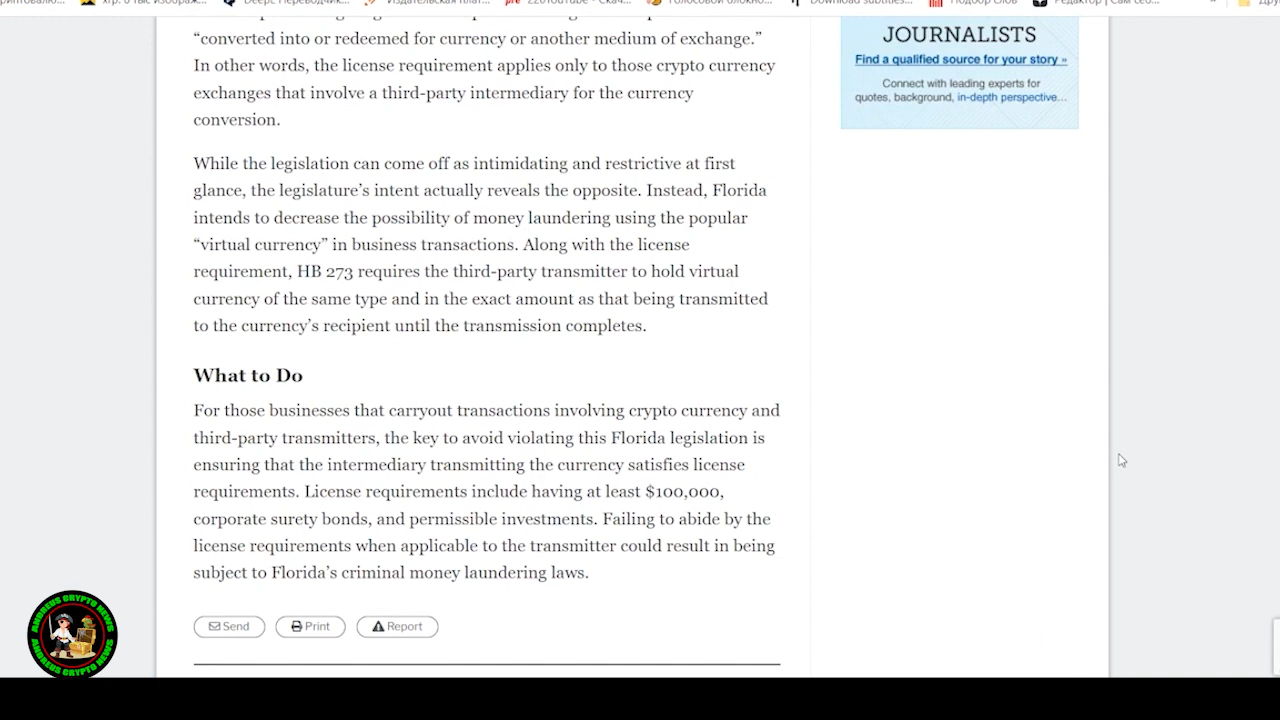 "converted into or redeemed for currency or another medium of exchange."
In other words, the license requirement applies only to those crypto currency
exchanges that involve a third-party intermediary for the currency
conversion.
While the legislation can come off as intimidating and restrictive at first
glance, the legislature's intent actually reveals the opposite. Instead, Florida
intends to decrease the possibility of money laundering using the popular
"virtual currency" in business transactions. Along with the license
requirement, HB 273 requires the third-party transmitter to hold virtual
currency of the same type and in the exact amount as that being transmitted
to the currency's recipient until the transmission completes.
What to Do
For those businesses that carryout transactions involving crypto currency and
third-party transmitters, the key to avoid violating this Florida legislation is
ensuring that the intermediary transmitting the currency satisfies license
requirements. License requirements include having at least $100,000,
corporate surety bonds, and permissible investments. Failing to abide by the
license requirements when applicable to the transmitter could result in being
subject to Florida's criminal money laundering laws.
Send Print Report
JOURNALISTS
Find a qualified source for your story »
Connect with leading experts for
quotes, background, in-depth perspective…
ANDREUS CRYPTO NEWS
ANDREUS CRYPTO NEWS